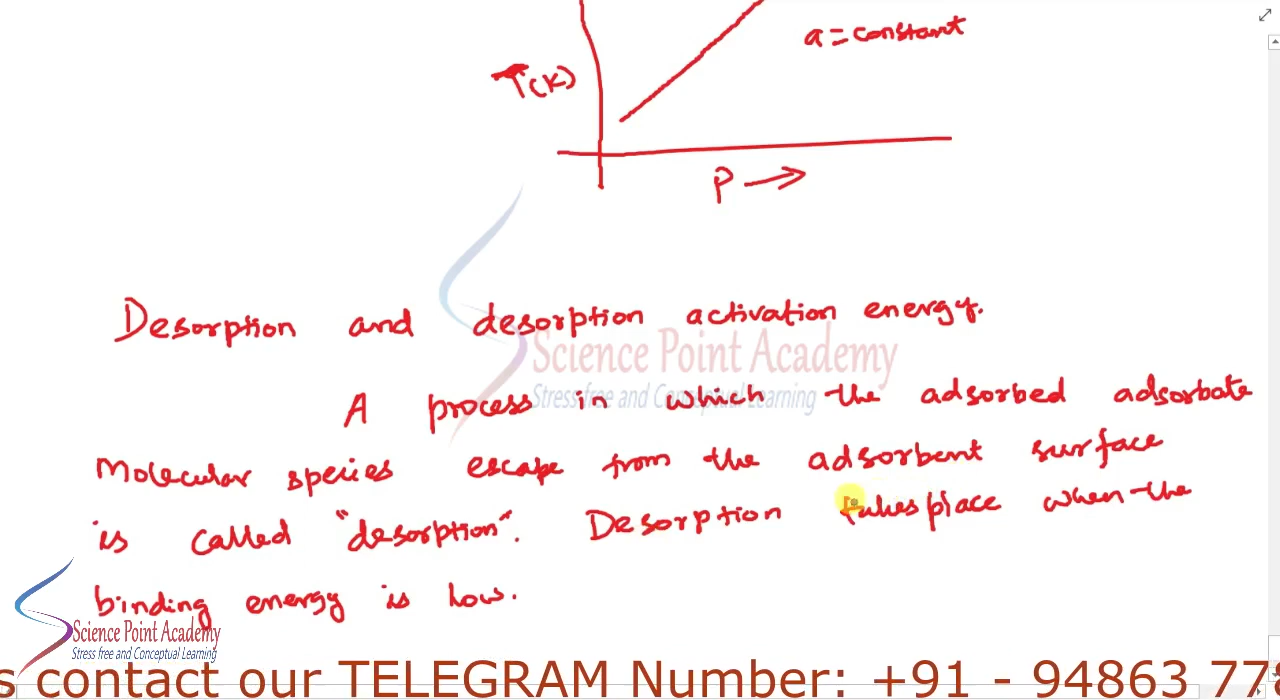 a = constant
T(K)
P →
Desorption and desorption activation energy.
Science Point Academy
Stress free and Conceptual Learning
A process in which the adsorbed adsorbate
Molecular species escape from the adsorbent surface
is called "desorption". Desorption takes place when the
binding energy is low.
Science Point Academy
Stress free and Conceptual Learning
s contact our TELEGRAM Number: +91 - 94863 778